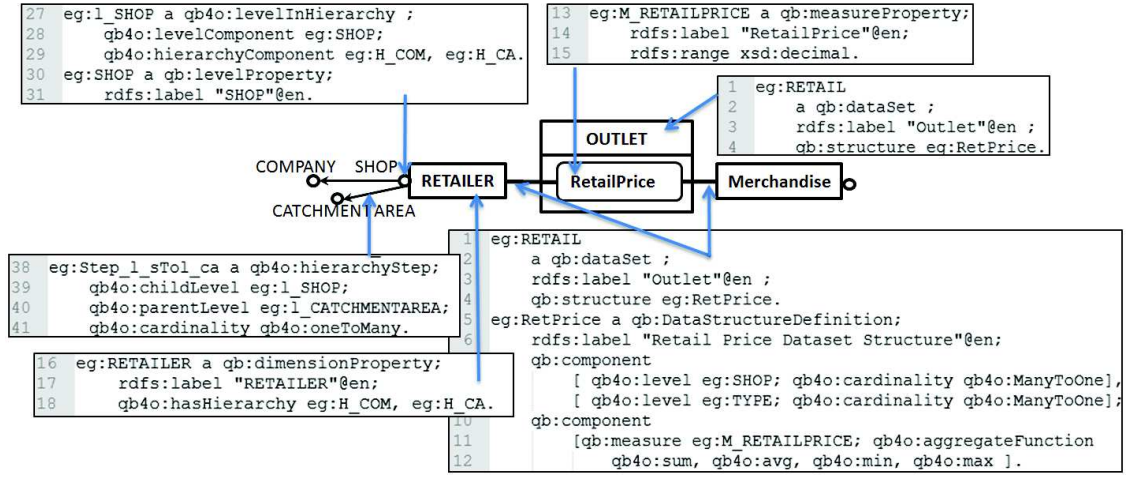 27 eg:l_SHOP a qb4o:levelInHierarchy ;
28 qb4o:levelComponent eg:SHOP;
29 qb4o:hierarchyComponent eg:H_COM, eg:H_CA.
30 eg:SHOP a qb:levelProperty;
31 rdfs:label "SHOP"@en.
13 eg:M_RETAILPRICE a qb:measureProperty;
14 rdfs:label "RetailPrice"@en;
15 rdfs:range xsd:decimal.
1 eg:RETAIL
2 a qb:dataSet ;
3 rdfs:label "Outlet"@en ;
4 qb:structure eg:RetPrice.
OUTLET
COMPANY SHOP
RETAILER
RetailPrice
Merchandise
CATCHMENTAREA
38 eg:Step_l_sTol_ca a qb4o:hierarchyStep;
39 qb4o:childLevel eg:l_SHOP;
40 qb4o:parentLevel eg:l_CATCHMENTAREA;
41 qb4o:cardinality qb4o:oneToMany.
16 eg:RETAILER a qb:dimensionProperty;
17 rdfs:label "RETAILER"@en;
18 qb4o:hasHierarchy eg:H_COM, eg:H_CA.
1 eg:RETAIL
2 a qb:dataSet ;
3 rdfs:label "Outlet"@en ;
4 qb:structure eg:RetPrice.
5 eg:RetPrice a qb:DataStructureDefinition;
6 rdfs:label "Retail Price Dataset Structure"@en;
qb:component
[ qb4o:level eg:SHOP; qb4o:cardinality qb4o:ManyToOne],
[ qb4o:level eg:TYPE; qb4o:cardinality qb4o:ManyToOne];
10 qb:component
11 [qb:measure eg:M_RETAILPRICE; qb4o:aggregateFunction
12 qb4o:sum, qb4o:avg, qb4o:min, qb4o:max ].